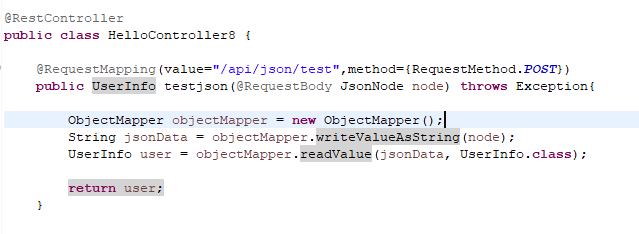 @RestController
public class HelloController8 {
@RequestMapping(value="/api/json/test",method={RequestMethod.POST})
public UserInfo testjson(@RequestBody JsonNode node) throws Exception{
ObjectMapper objectMapper = new ObjectMapper();
String jsonData = objectMapper.writeValueAsString(node);
UserInfo user = objectMapper.readValue(jsonData, UserInfo.class);
return user;
}